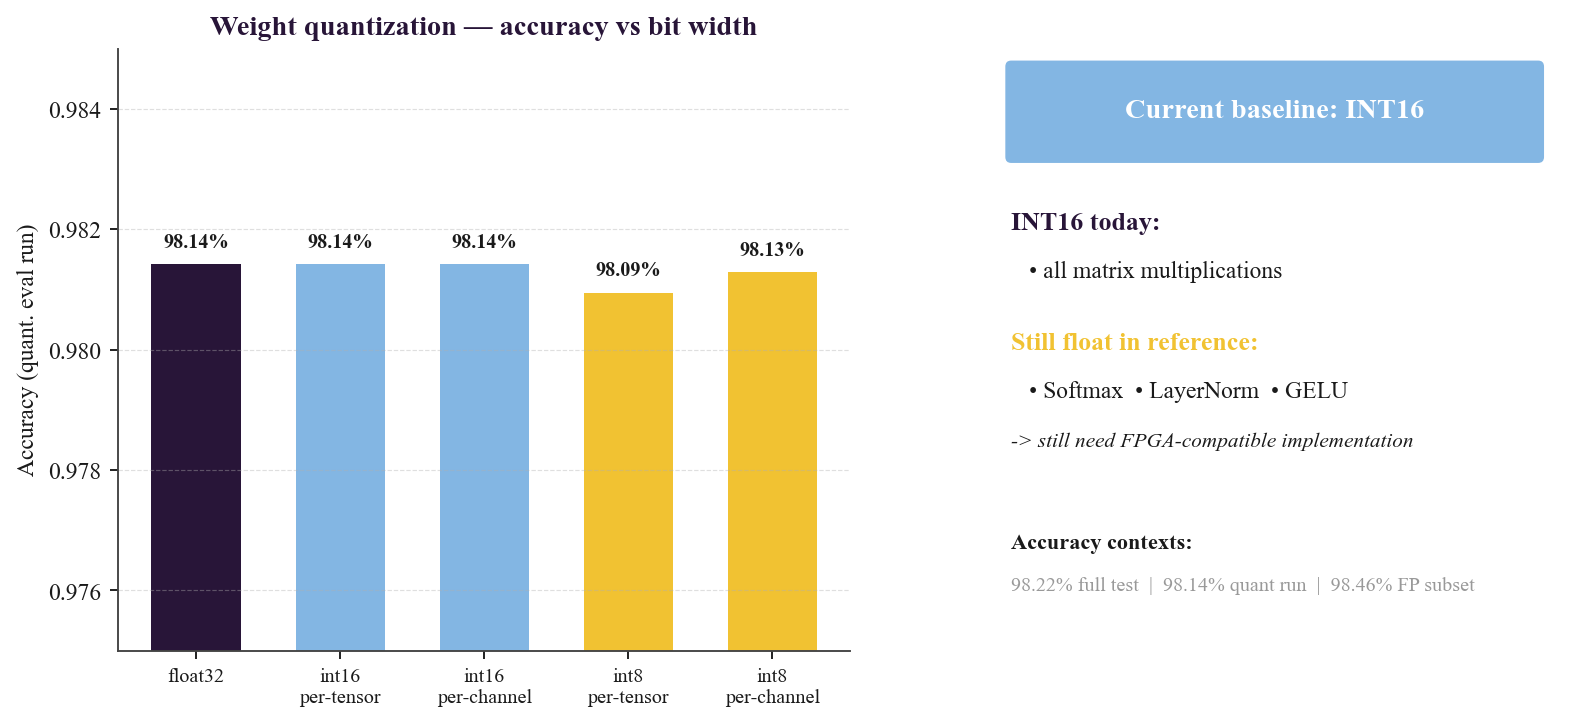 Weight quantization — accuracy vs bit width
Accuracy (quant. eval run)
0.984
0.982
0.980
0.978
0.976
98.14%
98.14%
98.14%
98.09%
98.13%
float32
int16
per-tensor
int16
per-channel
int8
per-tensor
int8
per-channel
Current baseline: INT16
INT16 today:
• all matrix multiplications
Still float in reference:
• Softmax • LayerNorm • GELU
-> still need FPGA-compatible implementation
Accuracy contexts:
98.22% full test | 98.14% quant run | 98.46% FP subset